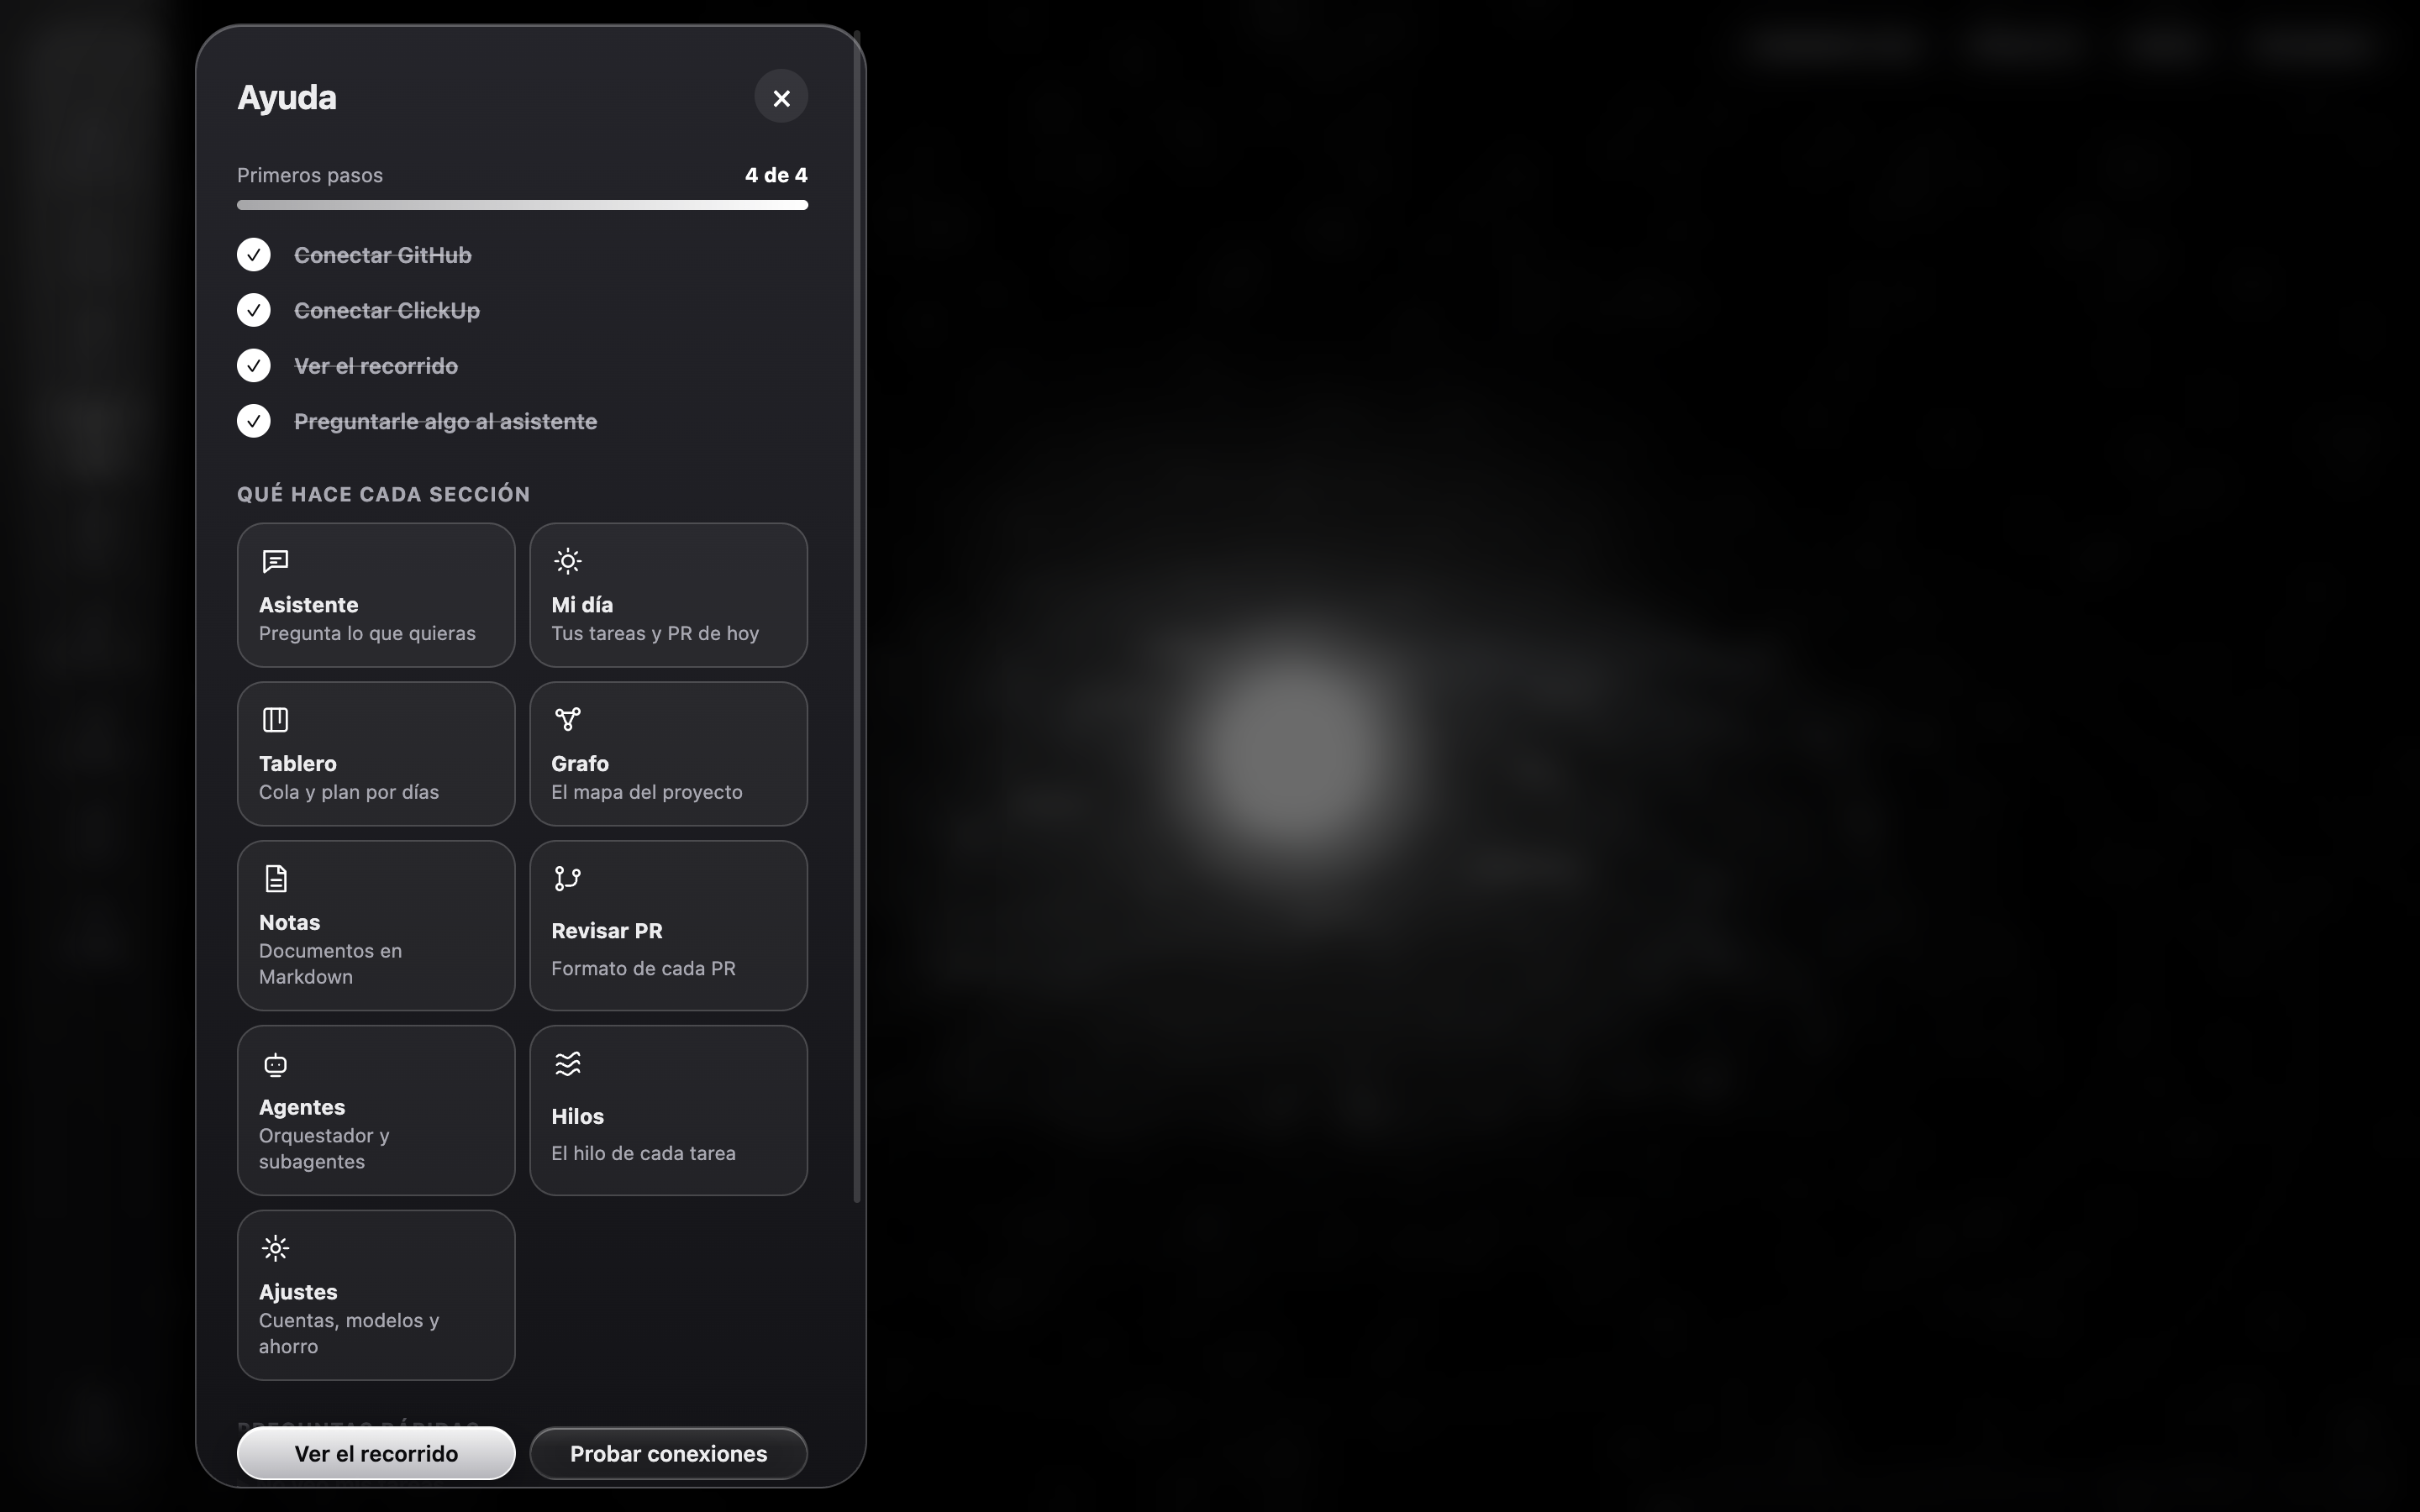 Ayuda
Primeros pasos
4 de 4
Conectar GitHub
Conectar ClickUp
Ver el recorrido
Preguntarle algo al asistente
QUÉ HACE CADA SECCIÓN
Asistente
Pregunta lo que quieras
Mi día
Tus tareas y PR de hoy
Tablero
Cola y plan por días
Grafo
El mapa del proyecto
Notas
Documentos en
Markdown
Revisar PR
Formato de cada PR
Agentes
Orquestador y
subagentes
Hilos
El hilo de cada tarea
Ajustes
Cuentas, modelos y
ahorro
PREGUNTAS RÁPIDAS
Ver el recorrido
Probar conexiones